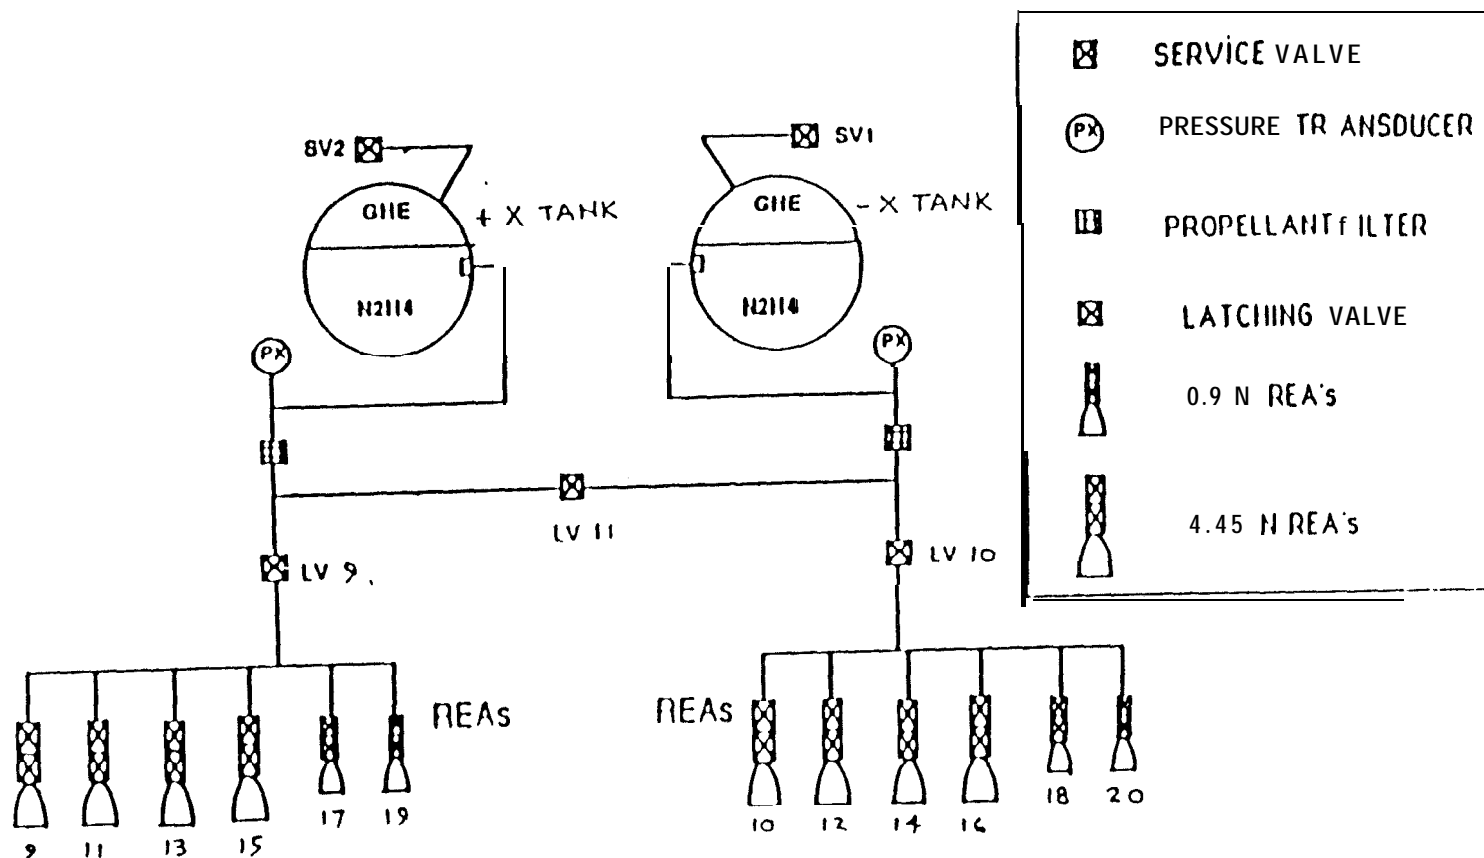 SERVICE VALVE
PX PRESSURE TR ANSDUCER
PROPELLANT fILTER
LATCHING VALVE
0.9 N REA's
4.45 N REA's
SV2
SV1
GHE
+ X TANK
GHE
- X TANK
N2H4
N2H4
PX
PX
LV 11
LV 9.
LV 10
REAs
REAs
9
11
13
15
17
19
10
12
14
16
18
20